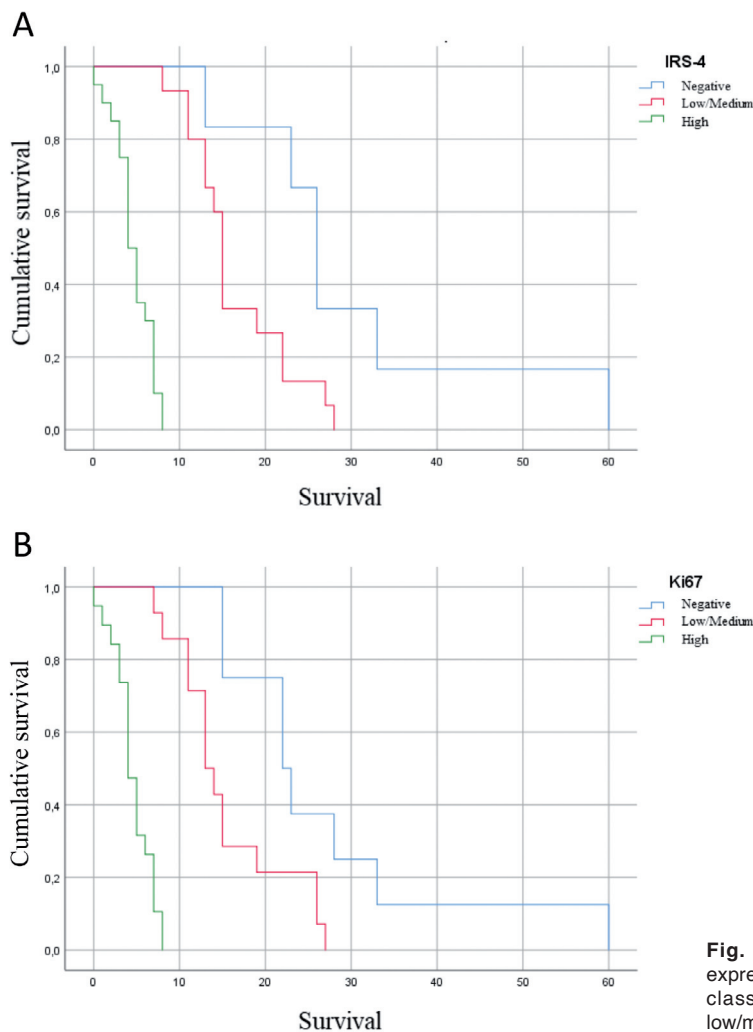 A
IRS-4
Negative
Low/Medium
High
1,0
0,8
0,6
0,4
0,2
0,0
Cumulative survival
0 10 20 30 40 50 60
Survival
B
Ki67
Negative
Low/Medium
High
1,0
0,8
0,6
0,4
0,2
0,0
Cumulative survival
0 10 20 30 40 50 60
Survival
Fig.
expre
class
low/m